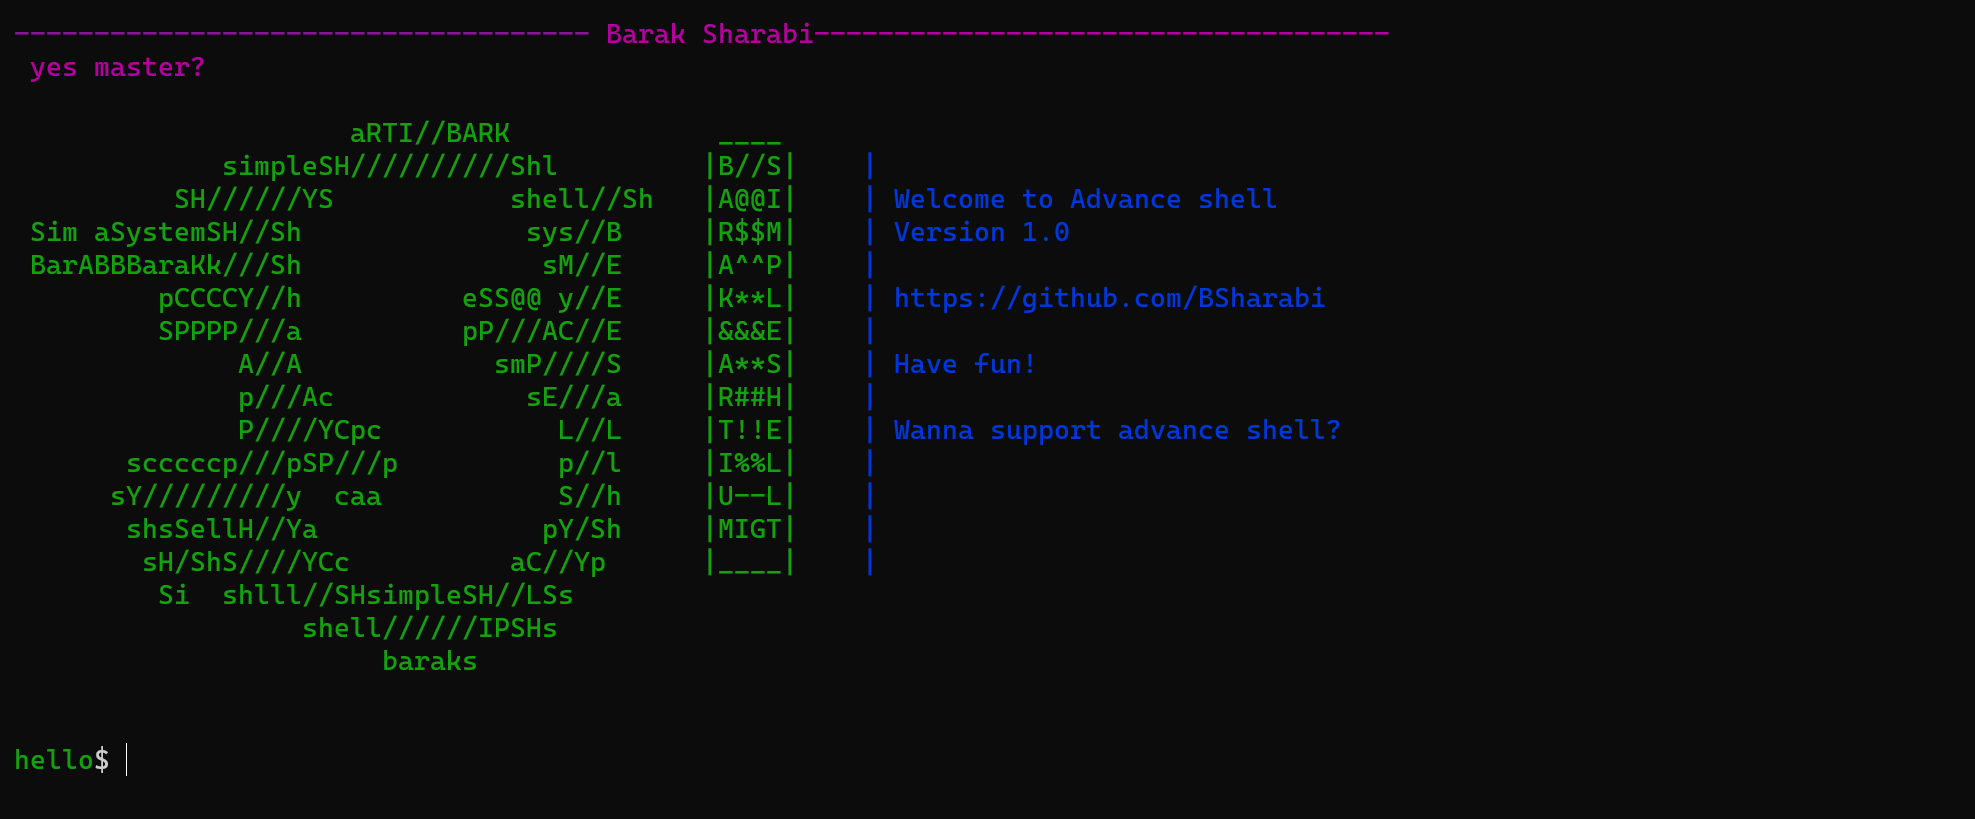 ------------------------------------ Barak Sharabi------------------------------------
 yes master?

                     aRTI//BARK             ____
             simpleSH//////////Shl         |B//S|    |
          SH//////YS           shell//Sh   |A@@I|    | Welcome to Advance shell
 Sim aSystemSH//Sh              sys//B     |R$$M|    | Version 1.0
 BarABBBaraKk///Sh               sM//E     |A^^P|    |
         pCCCCY//h          eSS@@ y//E     |K**L|    | https://github.com/BSharabi
         SPPPP///a          pP///AC//E     |&&&E|    |
              A//A            smP////S     |A**S|    | Have fun!
              p///Ac            sE///a     |R##H|    |
              P////YCpc           L//L     |T!!E|    | Wanna support advance shell?
       scccccp///pSP///p          p//l     |I%%L|    |
      sY/////////y  caa           S//h     |U--L|    |
       shsSellH//Ya              pY/Sh     |MIGT|    |
        sH/ShS////YCc          aC//Yp      |____|    |
         Si  shlll//SHsimpleSH//LSs
                  shell//////IPSHs
                       baraks

hello$